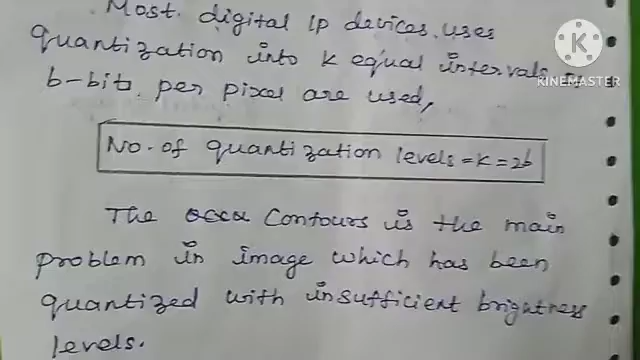 Most digital IP devices uses
quantization into K equal intervals
b-bits per pixel are used,
No. of quantization levels = K = 2b
The Contours is the main
problem in image which has been
quantized with insufficient brightness
levels.
K
KINEMASTER